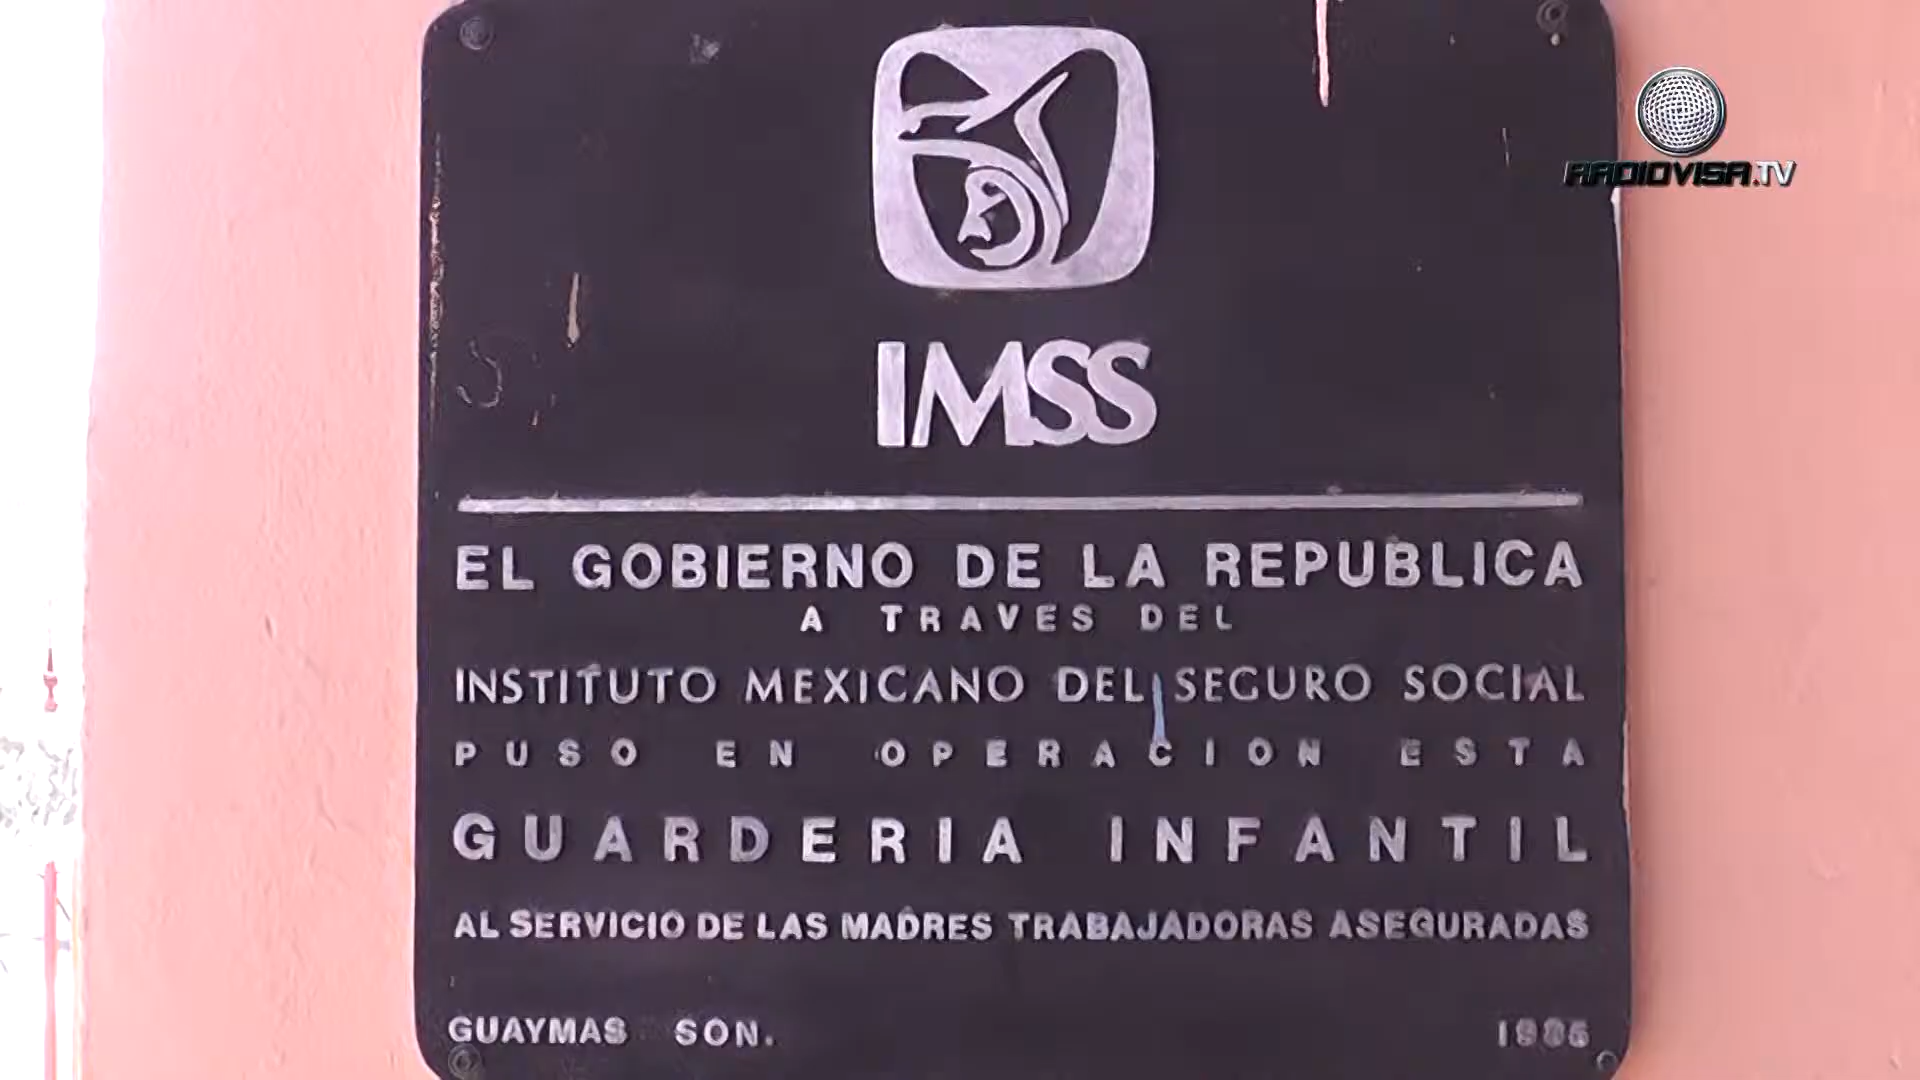 RADIOVISA.TV
IMSS
EL GOBIERNO DE LA REPUBLICA
A TRAVES DEL
INSTITUTO MEXICANO DEL SEGURO SOCIAL
PUSO EN OPERACION ESTA
GUARDERIA INFANTIL
AL SERVICIO DE LAS MADRES TRABAJADORAS ASEGURADAS
GUAYMAS SON.